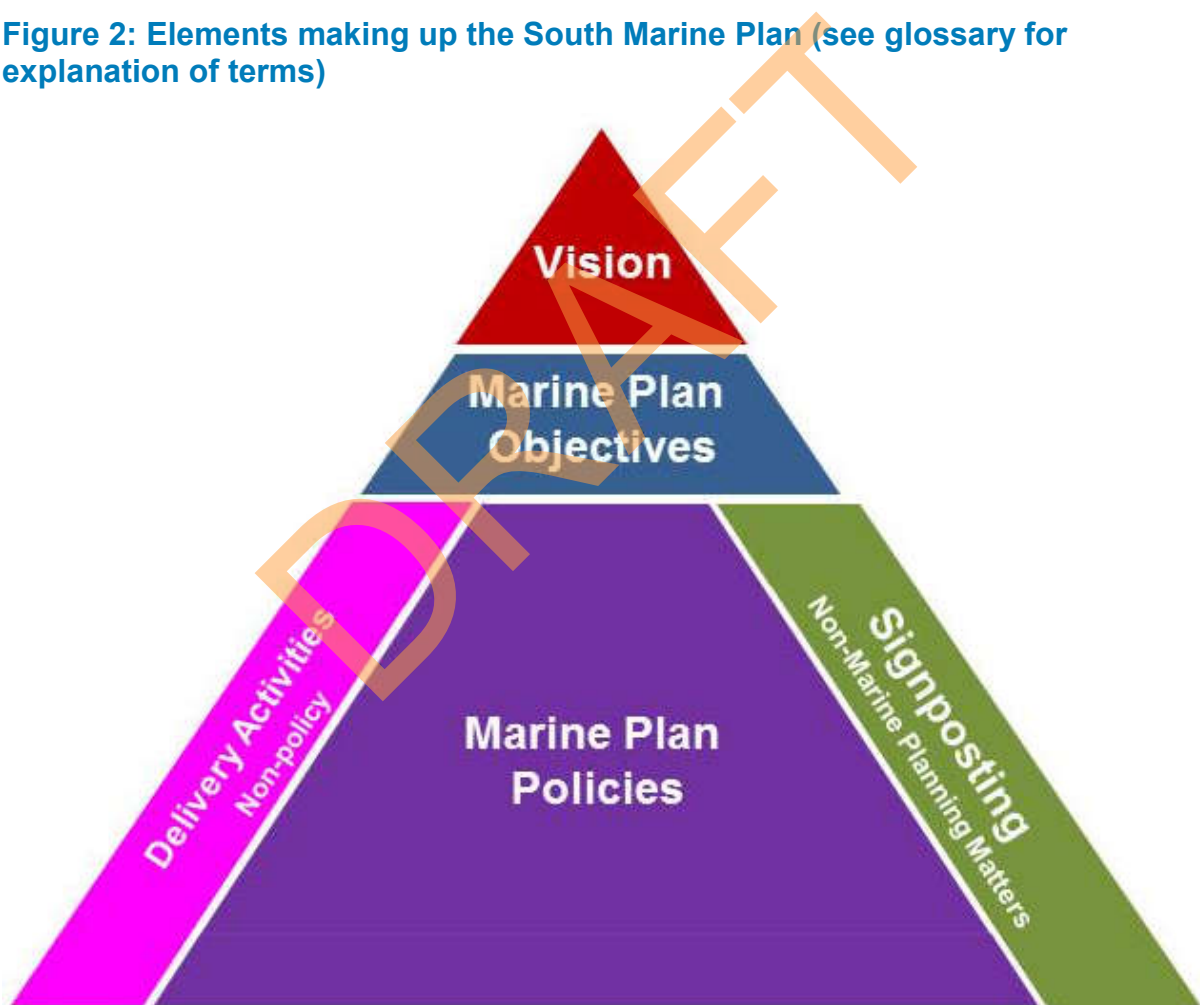 Figure 2: Elements making up the South Marine Plan (see glossary for
explanation of terms)
Vision
Marine Plan
Objectives
Delivery Activities
Non-policy
Marine Plan
Policies
Signposting
Non-Marine Planning Matters
DRAFT